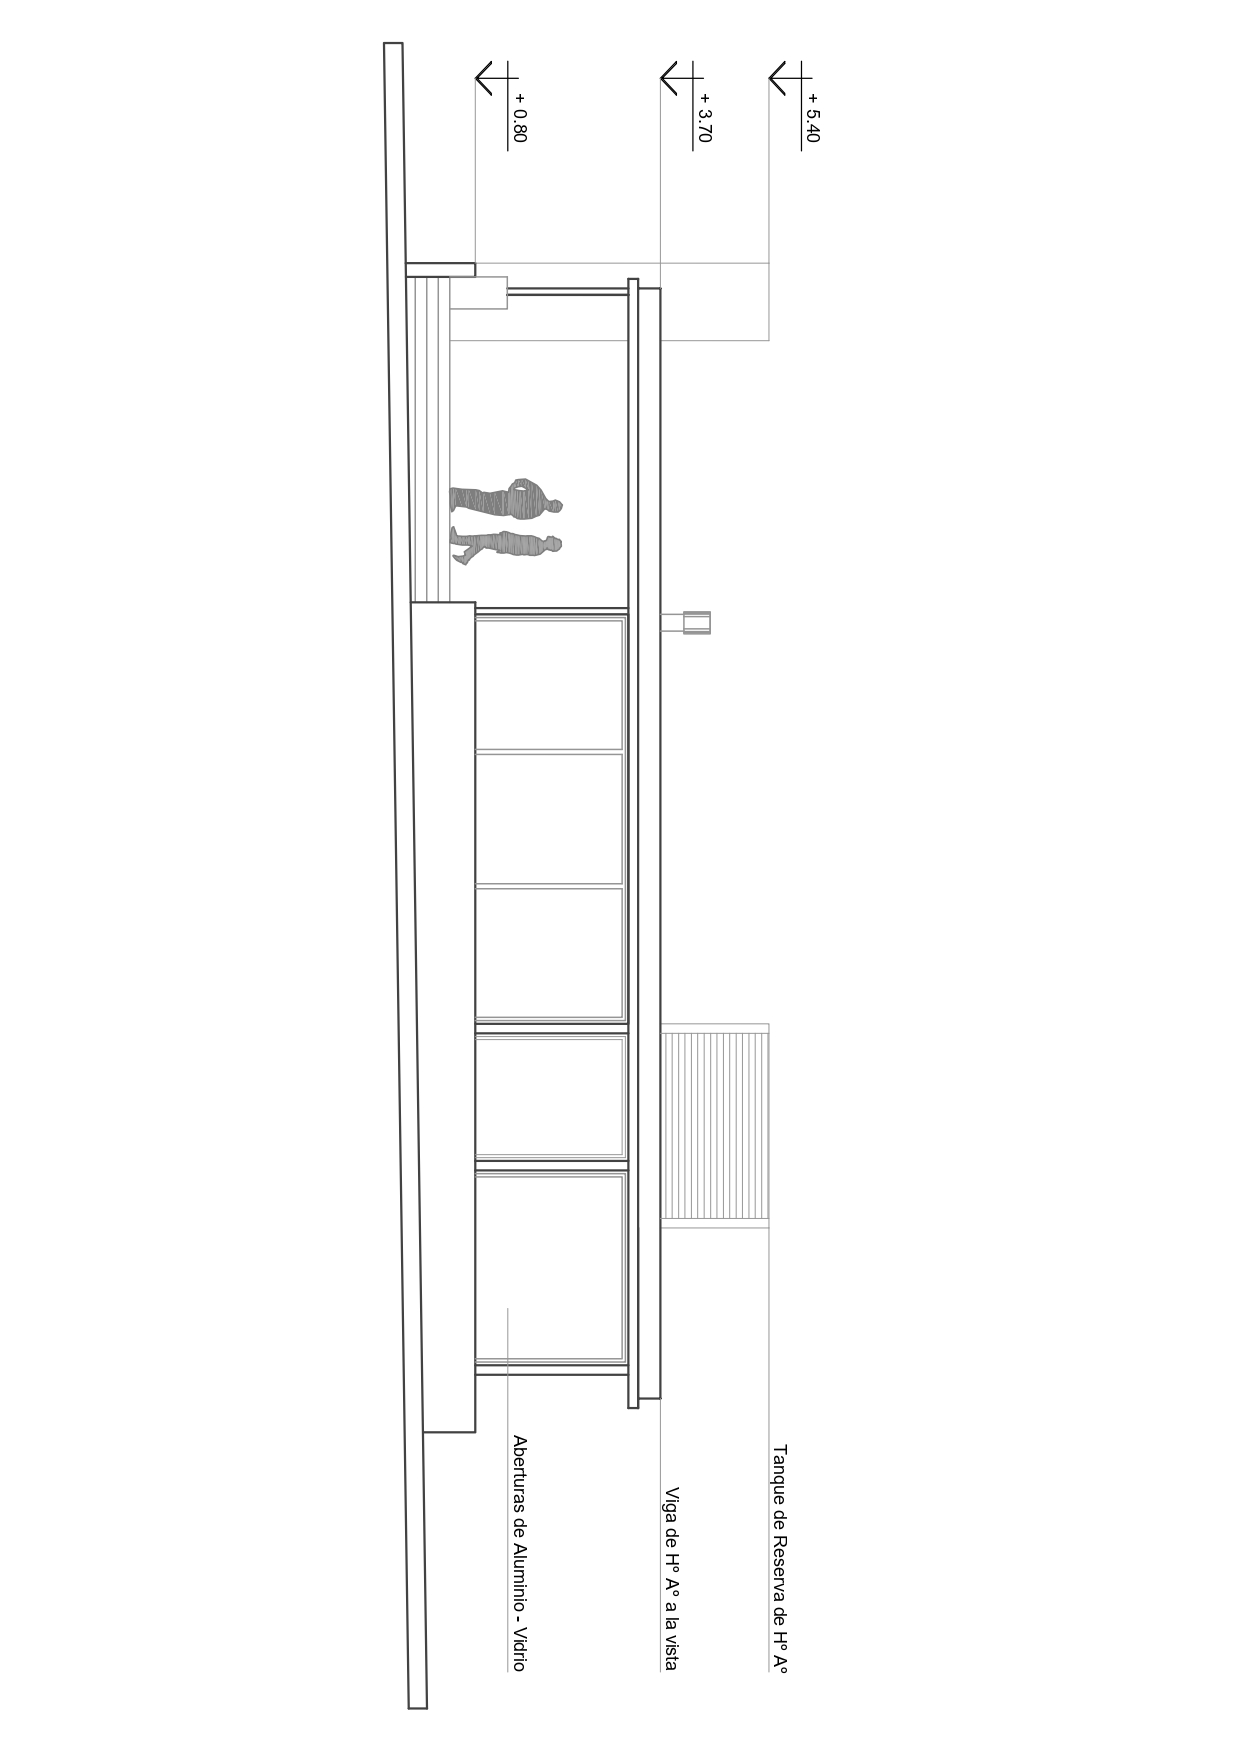 + 5.40
Tanque de Reserva de Hº Aº
+ 3.70
Viga de Hº Aº a la vista
+ 0.80
Aberturas de Aluminio - Vidrio